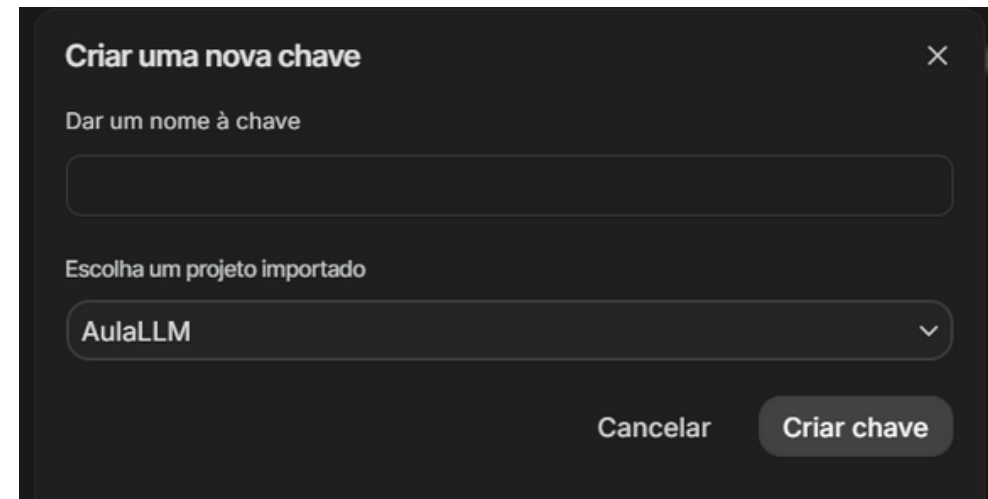 Criar uma nova chave
Dar um nome à chave
Escolha um projeto importado
AulaLLM
Cancelar Criar chave